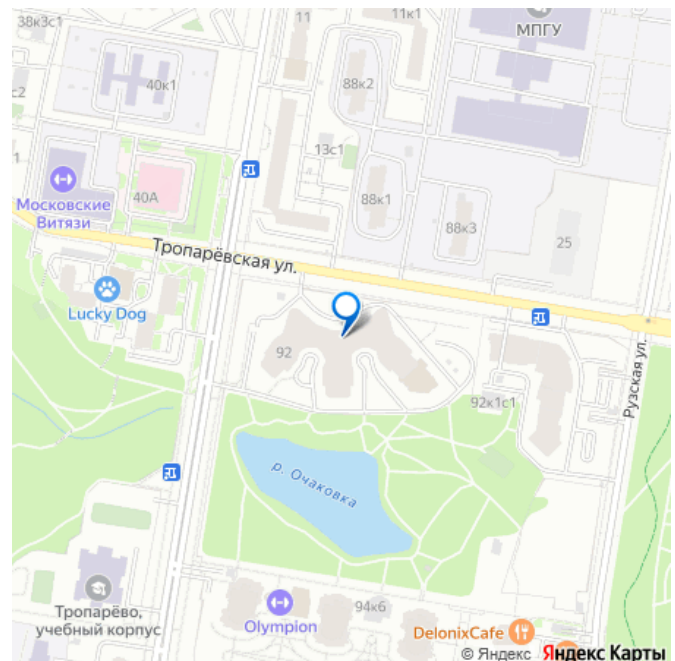 38к3с1
11
11к1
МПГУ
40к1
88к2
с2
13с1
1
40А
88к1
Московские
Витязи
88к3
25
Тропарёвская ул.
Lucky Dog
92
Рузская ул.
92к1с1
р. Очаковка
Тропарёво,
учебный корпус
94к6
Olympion
DelonixCafe
© Яндекс Яндекс Карты